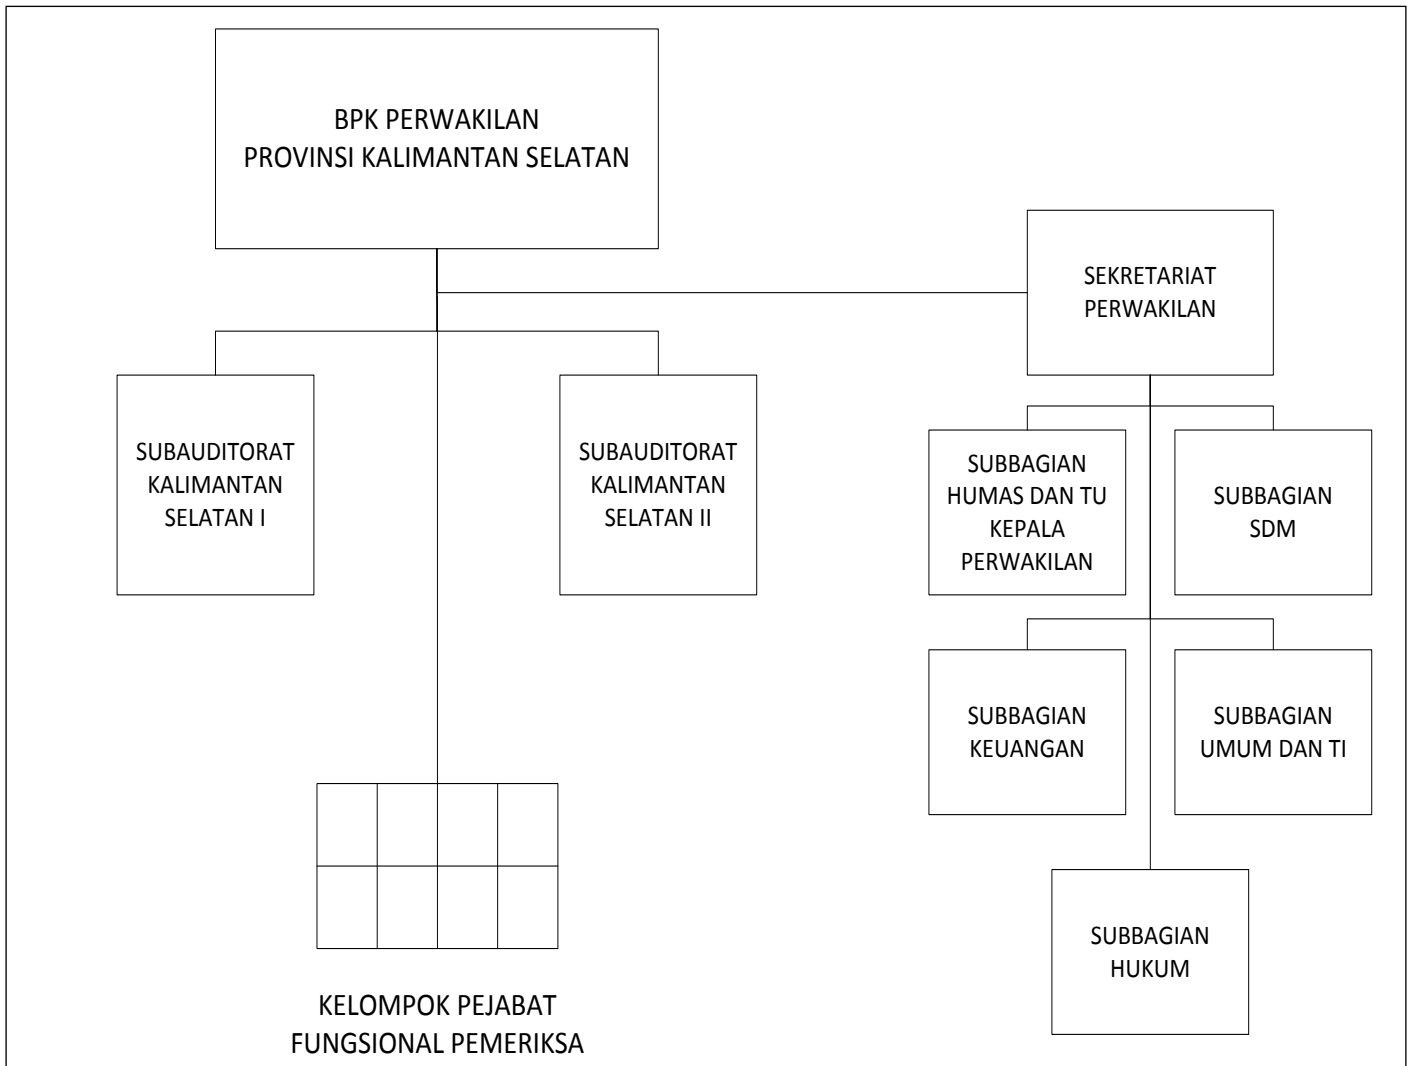 BPK PERWAKILAN
PROVINSI KALIMANTAN SELATAN
SEKRETARIAT
PERWAKILAN
SUBAUDITORAT
KALIMANTAN
SELATAN I
SUBAUDITORAT
KALIMANTAN
SELATAN II
SUBBAGIAN
HUMAS DAN TU
KEPALA
PERWAKILAN
SUBBAGIAN
SDM
SUBBAGIAN
KEUANGAN
SUBBAGIAN
UMUM DAN TI
SUBBAGIAN
HUKUM
KELOMPOK PEJABAT
FUNGSIONAL PEMERIKSA